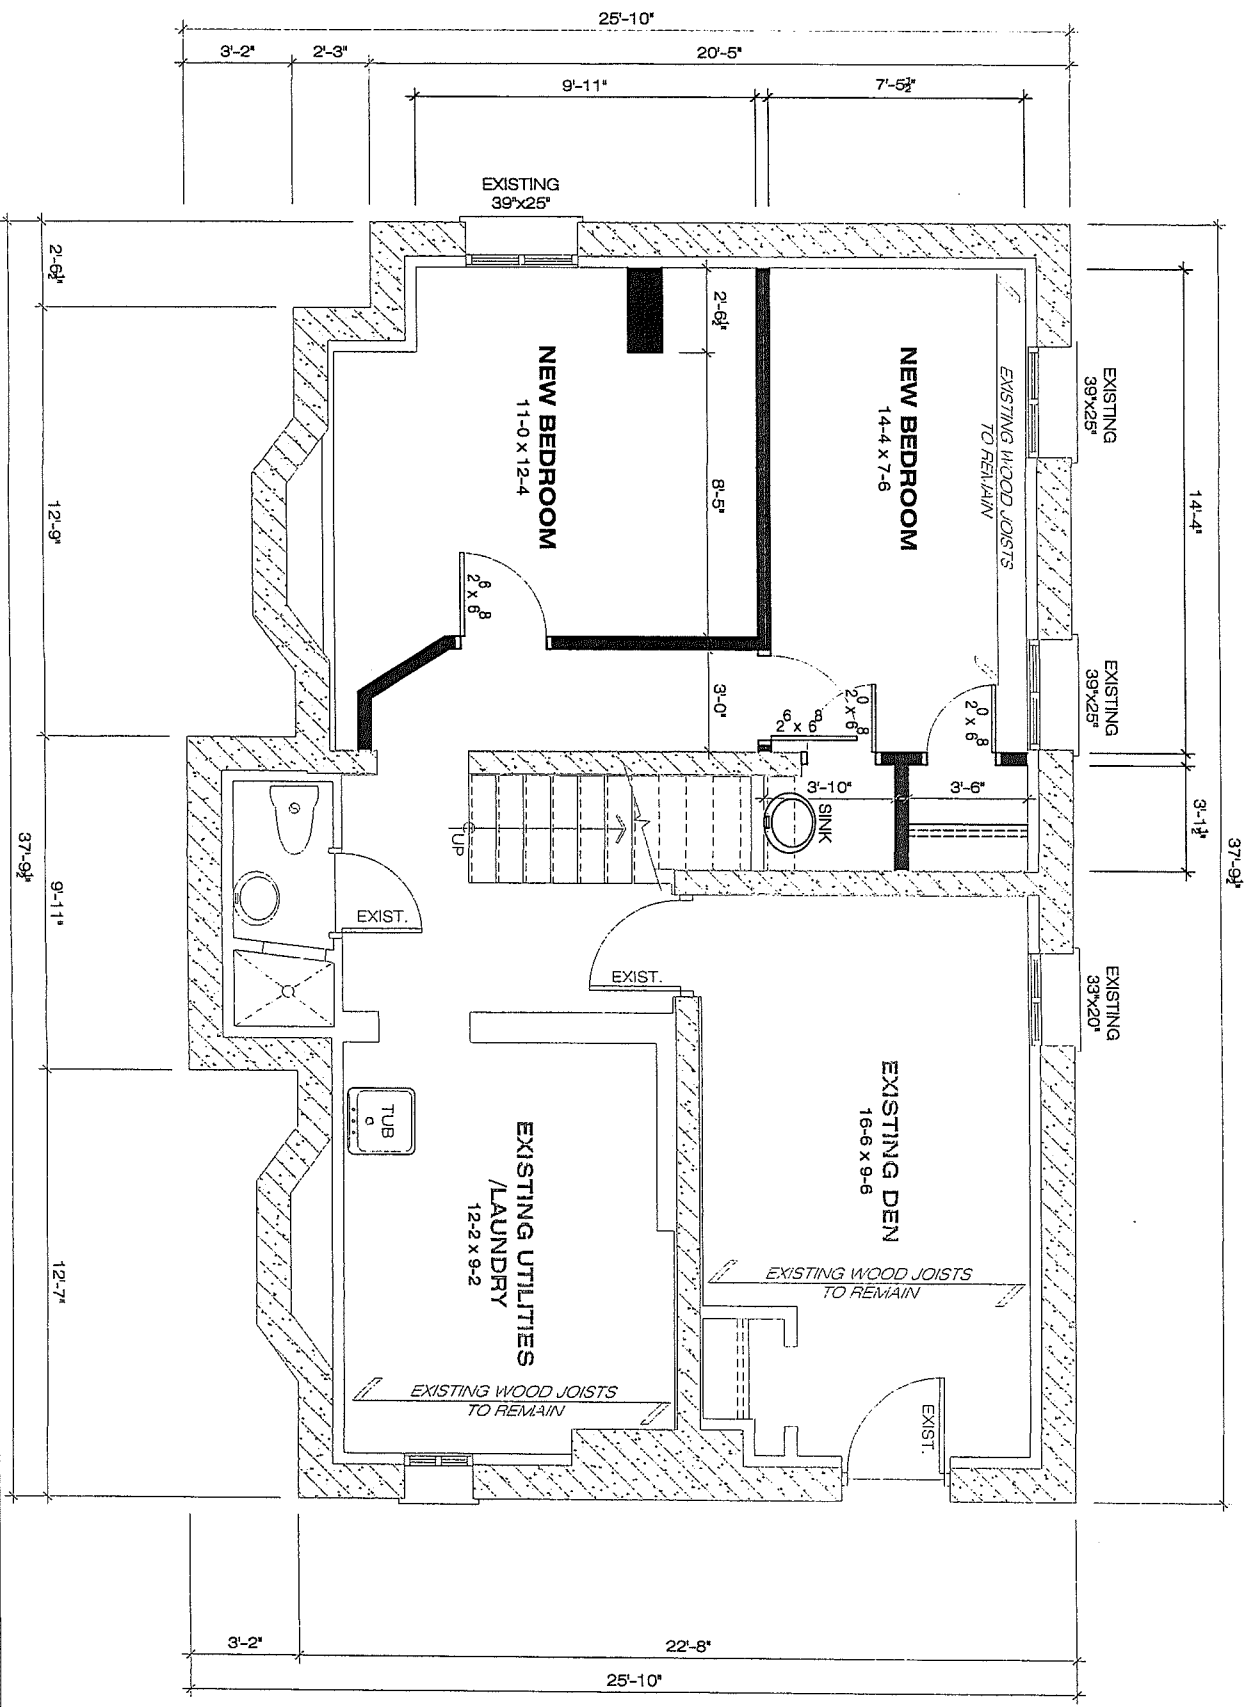 25'-10"
3'-2"
2'-3"
20'-5"
9'-11"
7'-5½"
EXISTING
39"x25"
2'-6½"
12'-9"
9'-11"
12'-7"
37'-9½"
2'-6½"
8'-5"
3'-0"
NEW BEDROOM
11-0 x 12-4
NEW BEDROOM
14-4 x 7-6
EXISTING WOOD JOISTS
TO REMAIN
EXISTING
39"x25"
EXISTING
39"x25"
EXISTING
33"x20"
14'-4"
3'-1½"
37'-9½"
2⁶ x 6⁸
2⁰ x 6⁸
2⁶ x 6⁸
2⁰ x 6⁸
3'-10"
3'-6"
SINK
UP
EXIST.
EXIST.
TUB
EXISTING UTILITIES
/LAUNDRY
12-2 x 9-2
EXISTING DEN
16-6 x 9-6
EXISTING WOOD JOISTS
TO REMAIN
EXISTING WOOD JOISTS
TO REMAIN
EXIST.
3'-2"
22'-8"
25'-10"